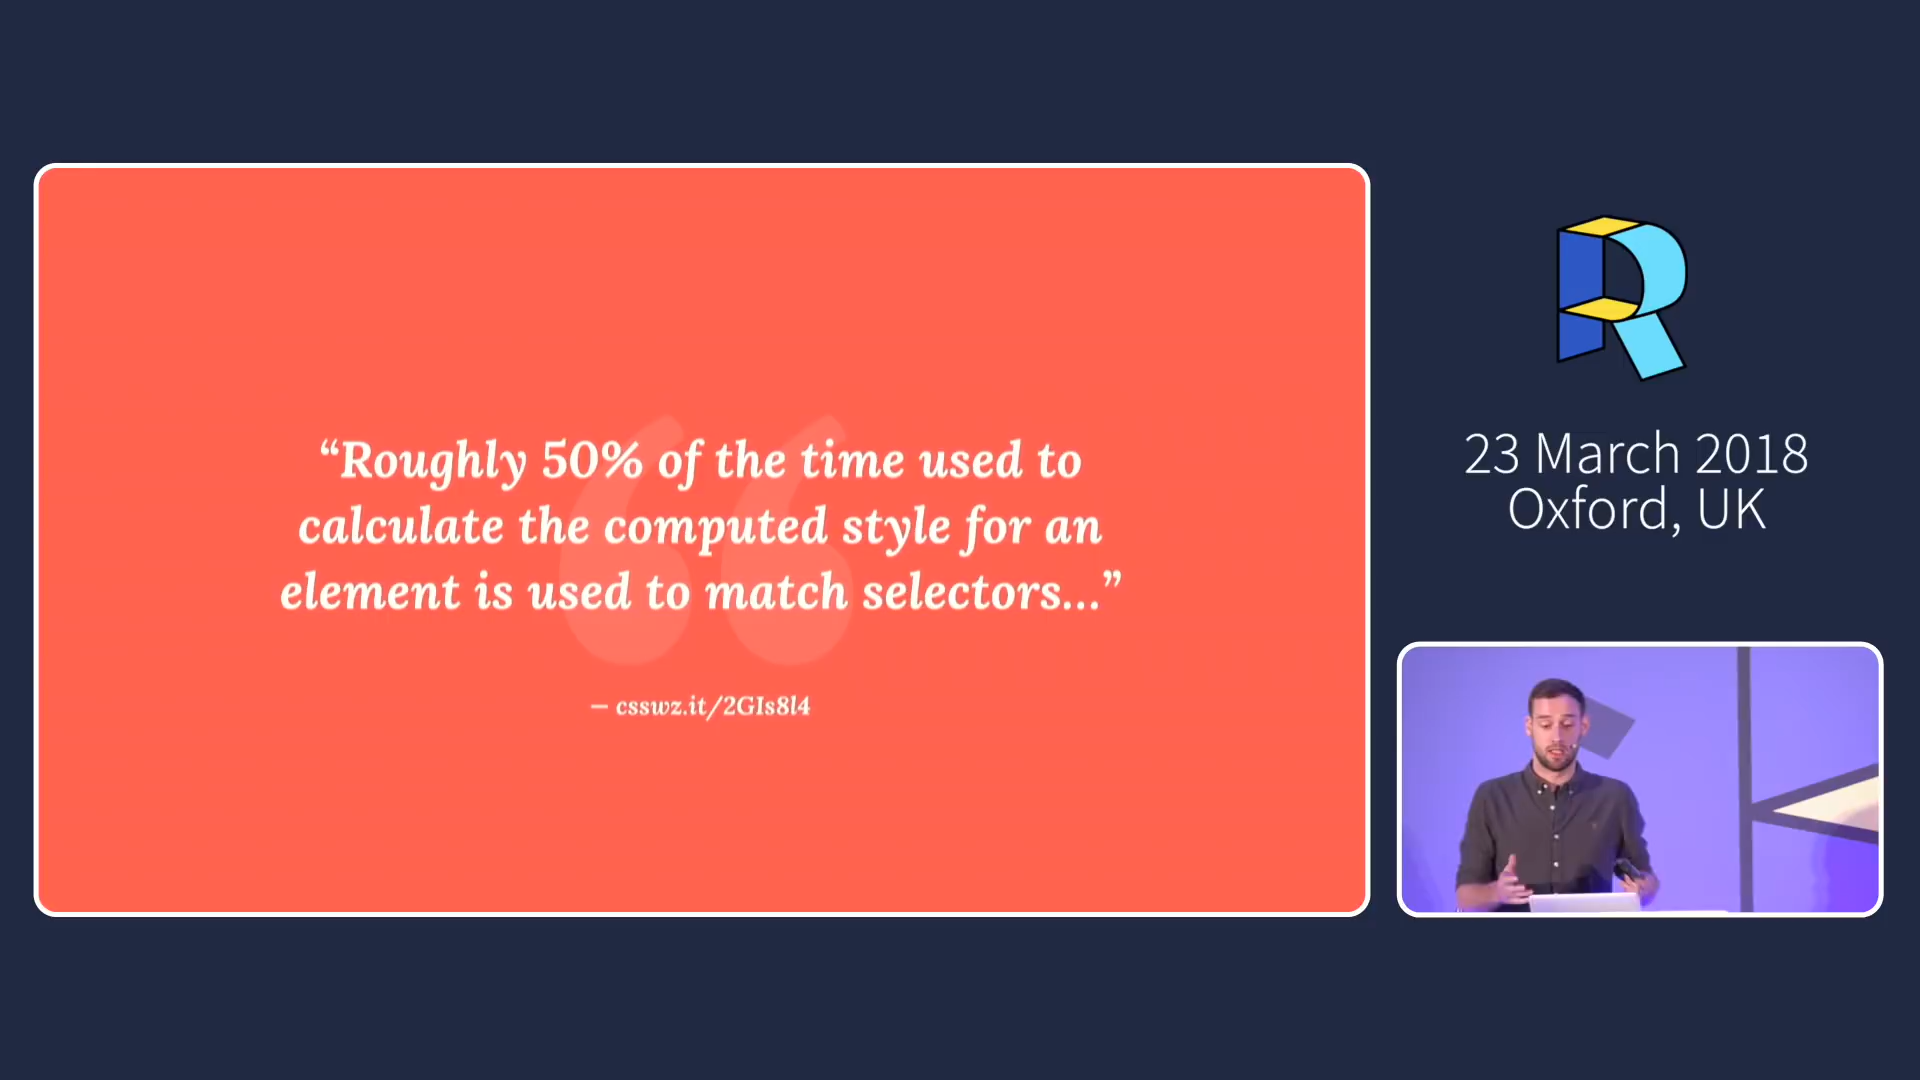 “Roughly 50% of the time used to
calculate the computed style for an
element is used to match selectors…”
– csswz.it/2GIs8l4
23 March 2018
Oxford, UK